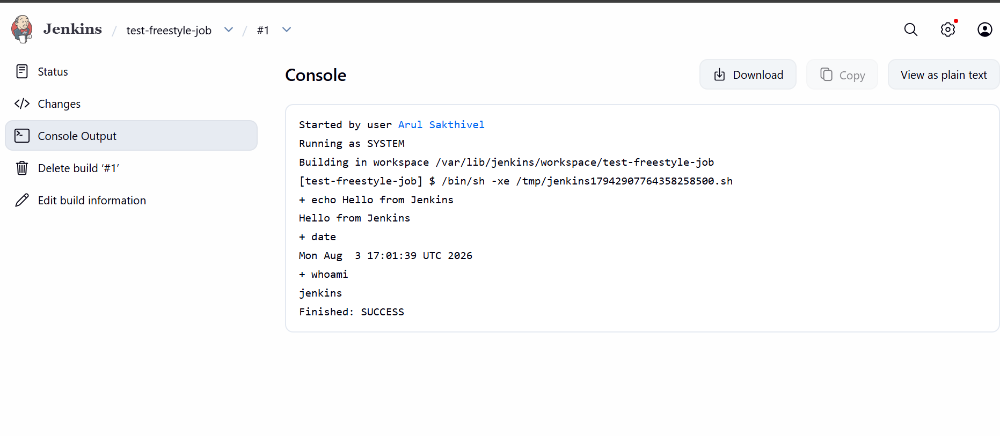 Jenkins / test-freestyle-job / #1
Status
Changes
Console Output
Delete build ‘#1’
Edit build information
Console
Download
Copy
View as plain text
Started by user Arul Sakthivel
Running as SYSTEM
Building in workspace /var/lib/jenkins/workspace/test-freestyle-job
[test-freestyle-job] $ /bin/sh -xe /tmp/jenkins17942907764358258500.sh
+ echo Hello from Jenkins
Hello from Jenkins
+ date
Mon Aug  3 17:01:39 UTC 2026
+ whoami
jenkins
Finished: SUCCESS